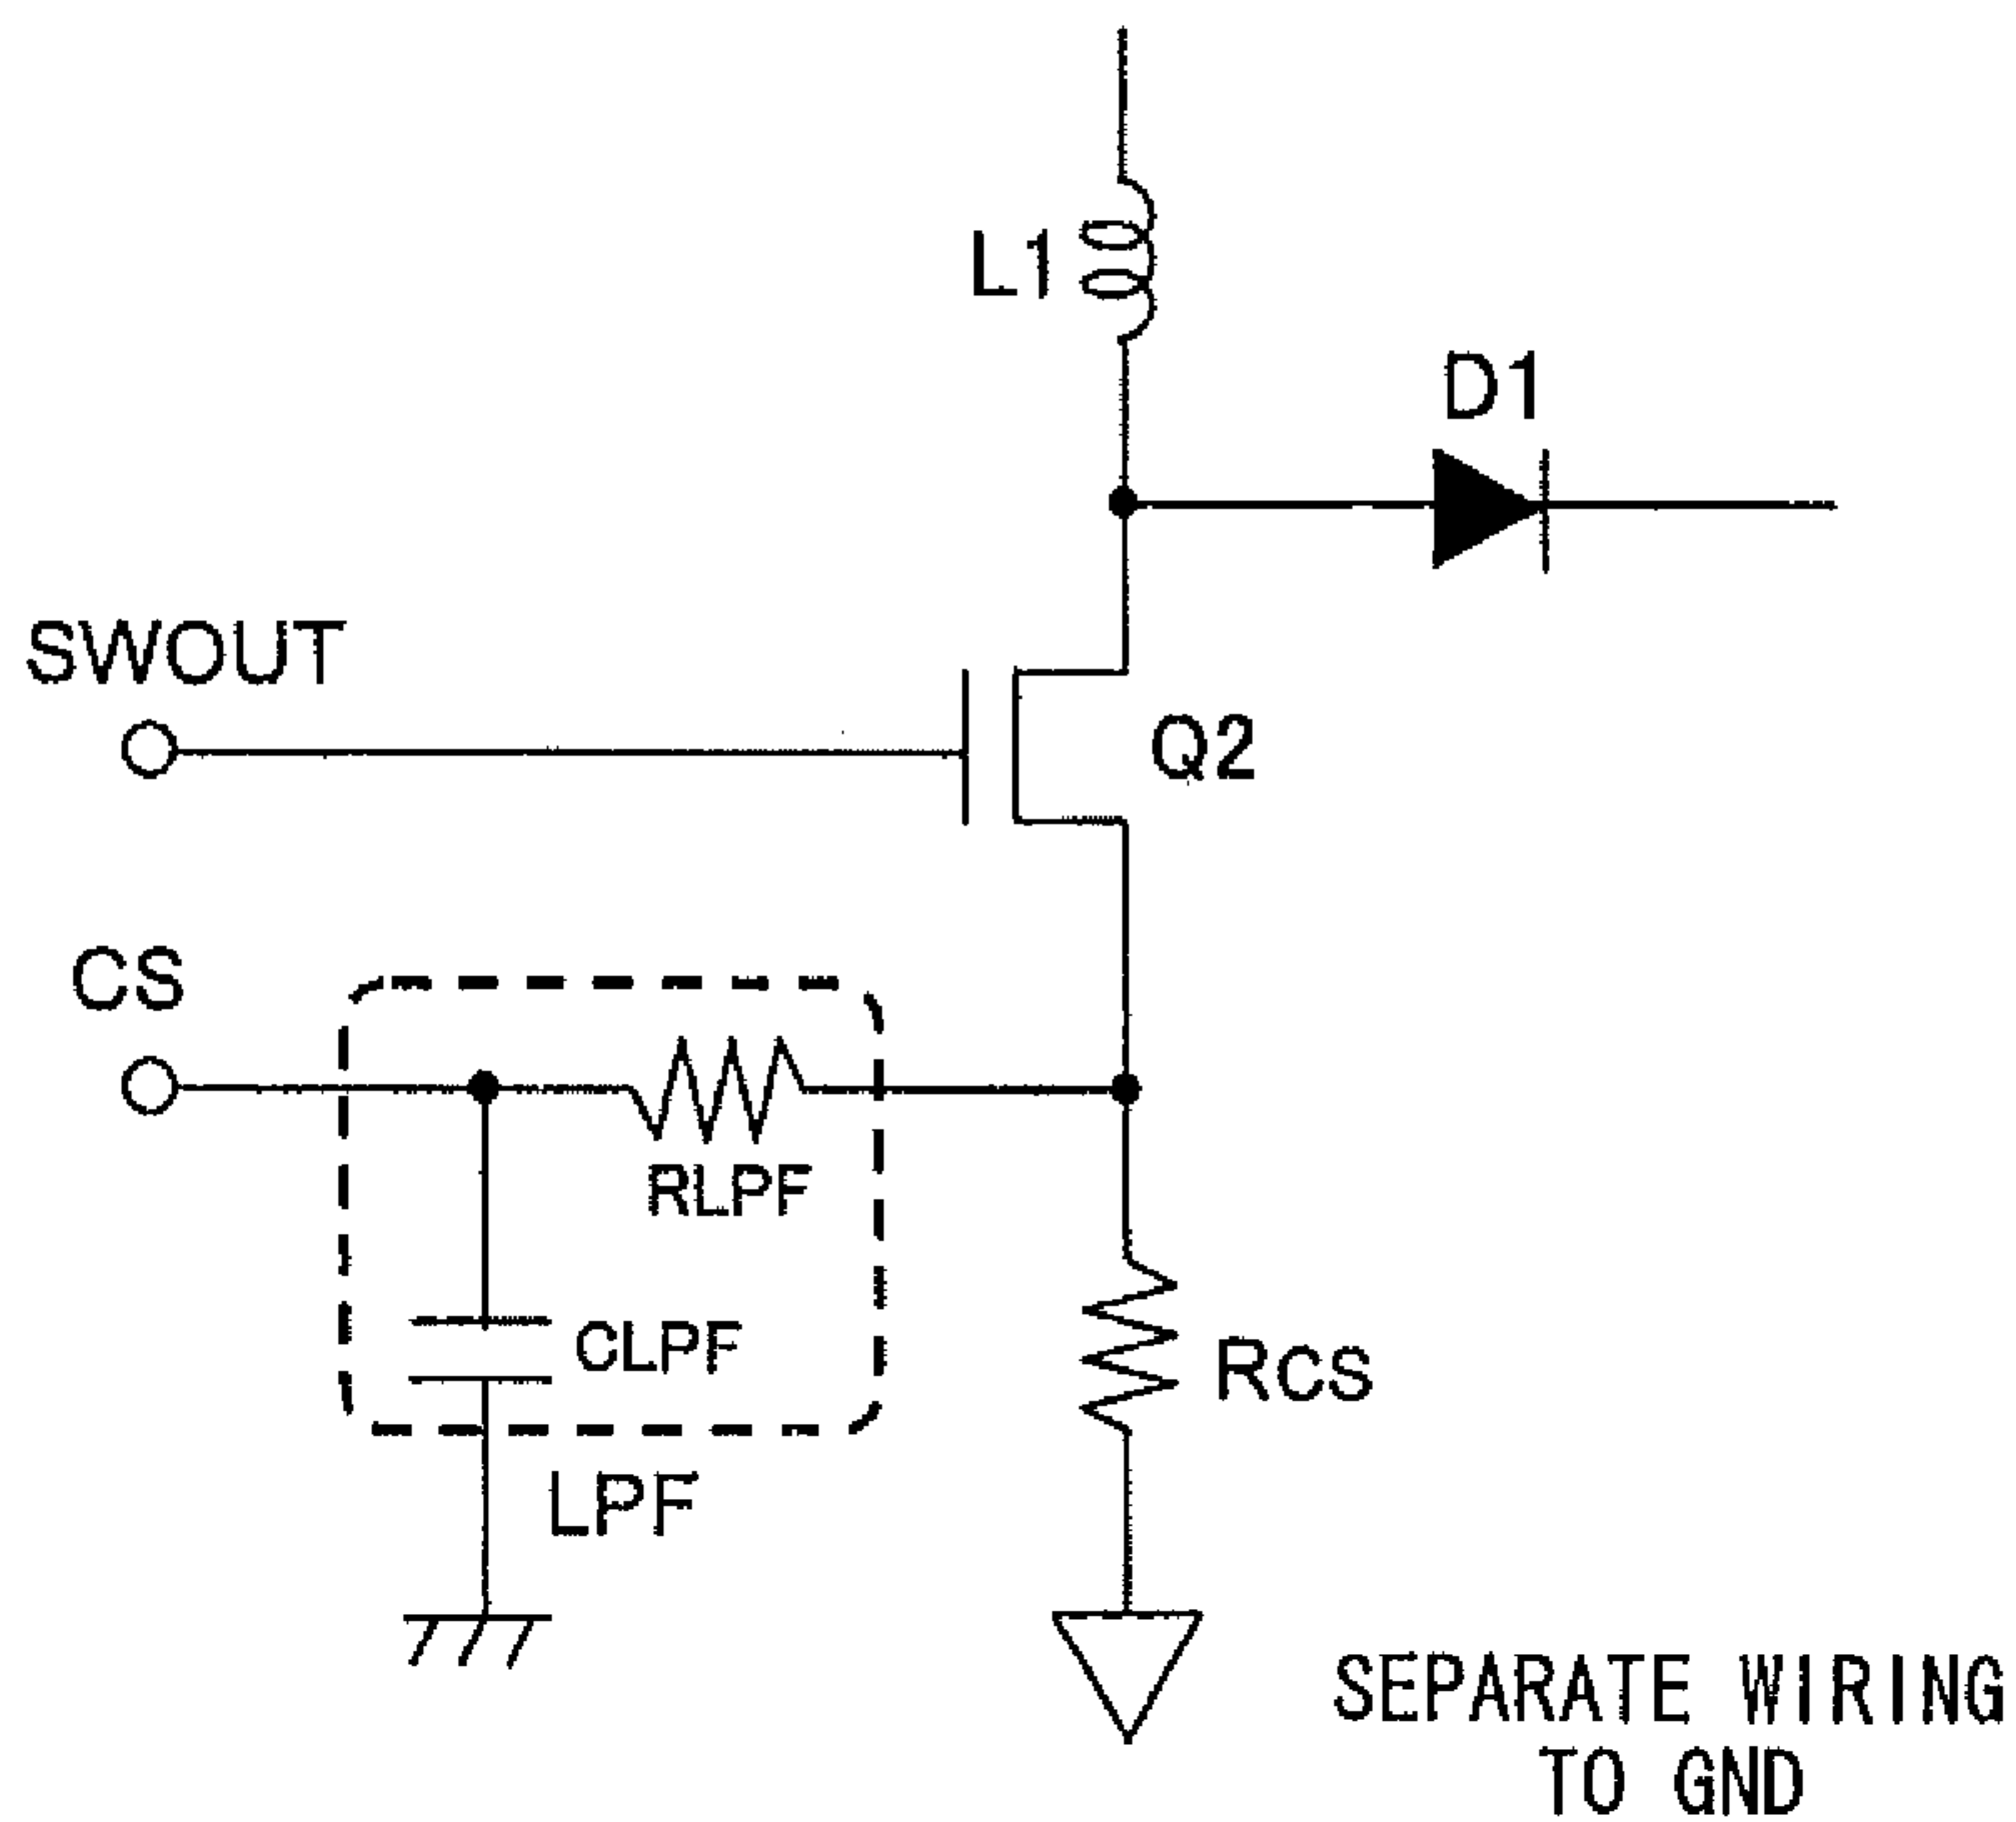 L1
D1
SWOUT
Q2
CS
RLPF
CLPF
RCS
LPF
SEPARATE WIRING
TO GND